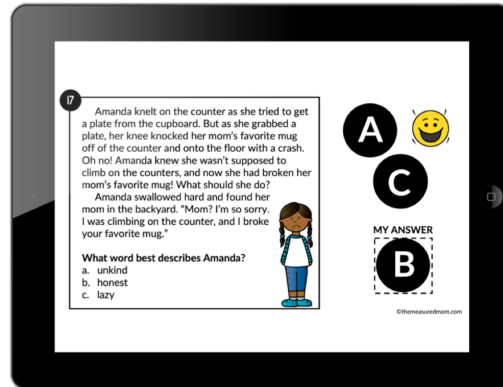 17
Amanda knelt on the counter as she tried to get
a plate from the cupboard. But as she grabbed a
plate, her knee knocked her mom's favorite mug
off of the counter and onto the floor with a crash.
Oh no! Amanda knew she wasn't supposed to
climb on the counters, and now she had broken her
mom's favorite mug! What should she do?
Amanda swallowed hard and found her
mom in the backyard. “Mom? I'm so sorry.
I was climbing on the counter, and I broke
your favorite mug.”
What word best describes Amanda?
a. unkind
b. honest
c. lazy
A
C
MY ANSWER
B
©themeasuredmom.com